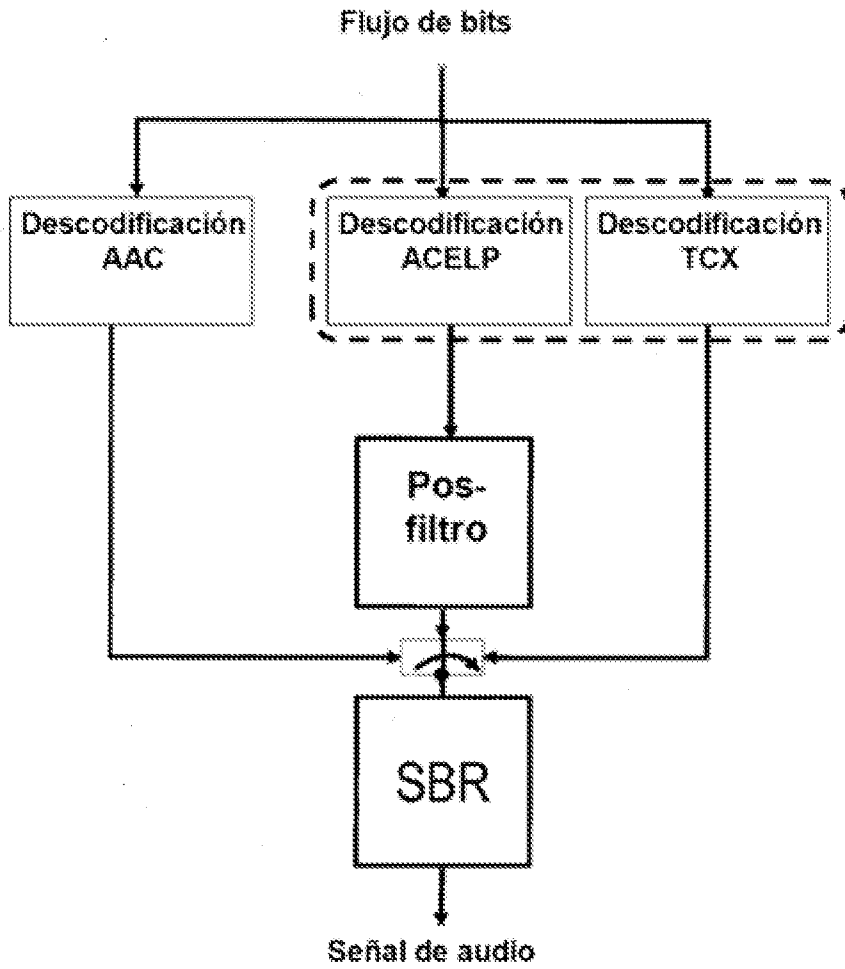 Flujo de bits
Descodificación
AAC
Descodificación
ACELP
Descodificación
TCX
Pos-
filtro
SBR
Señal de audio